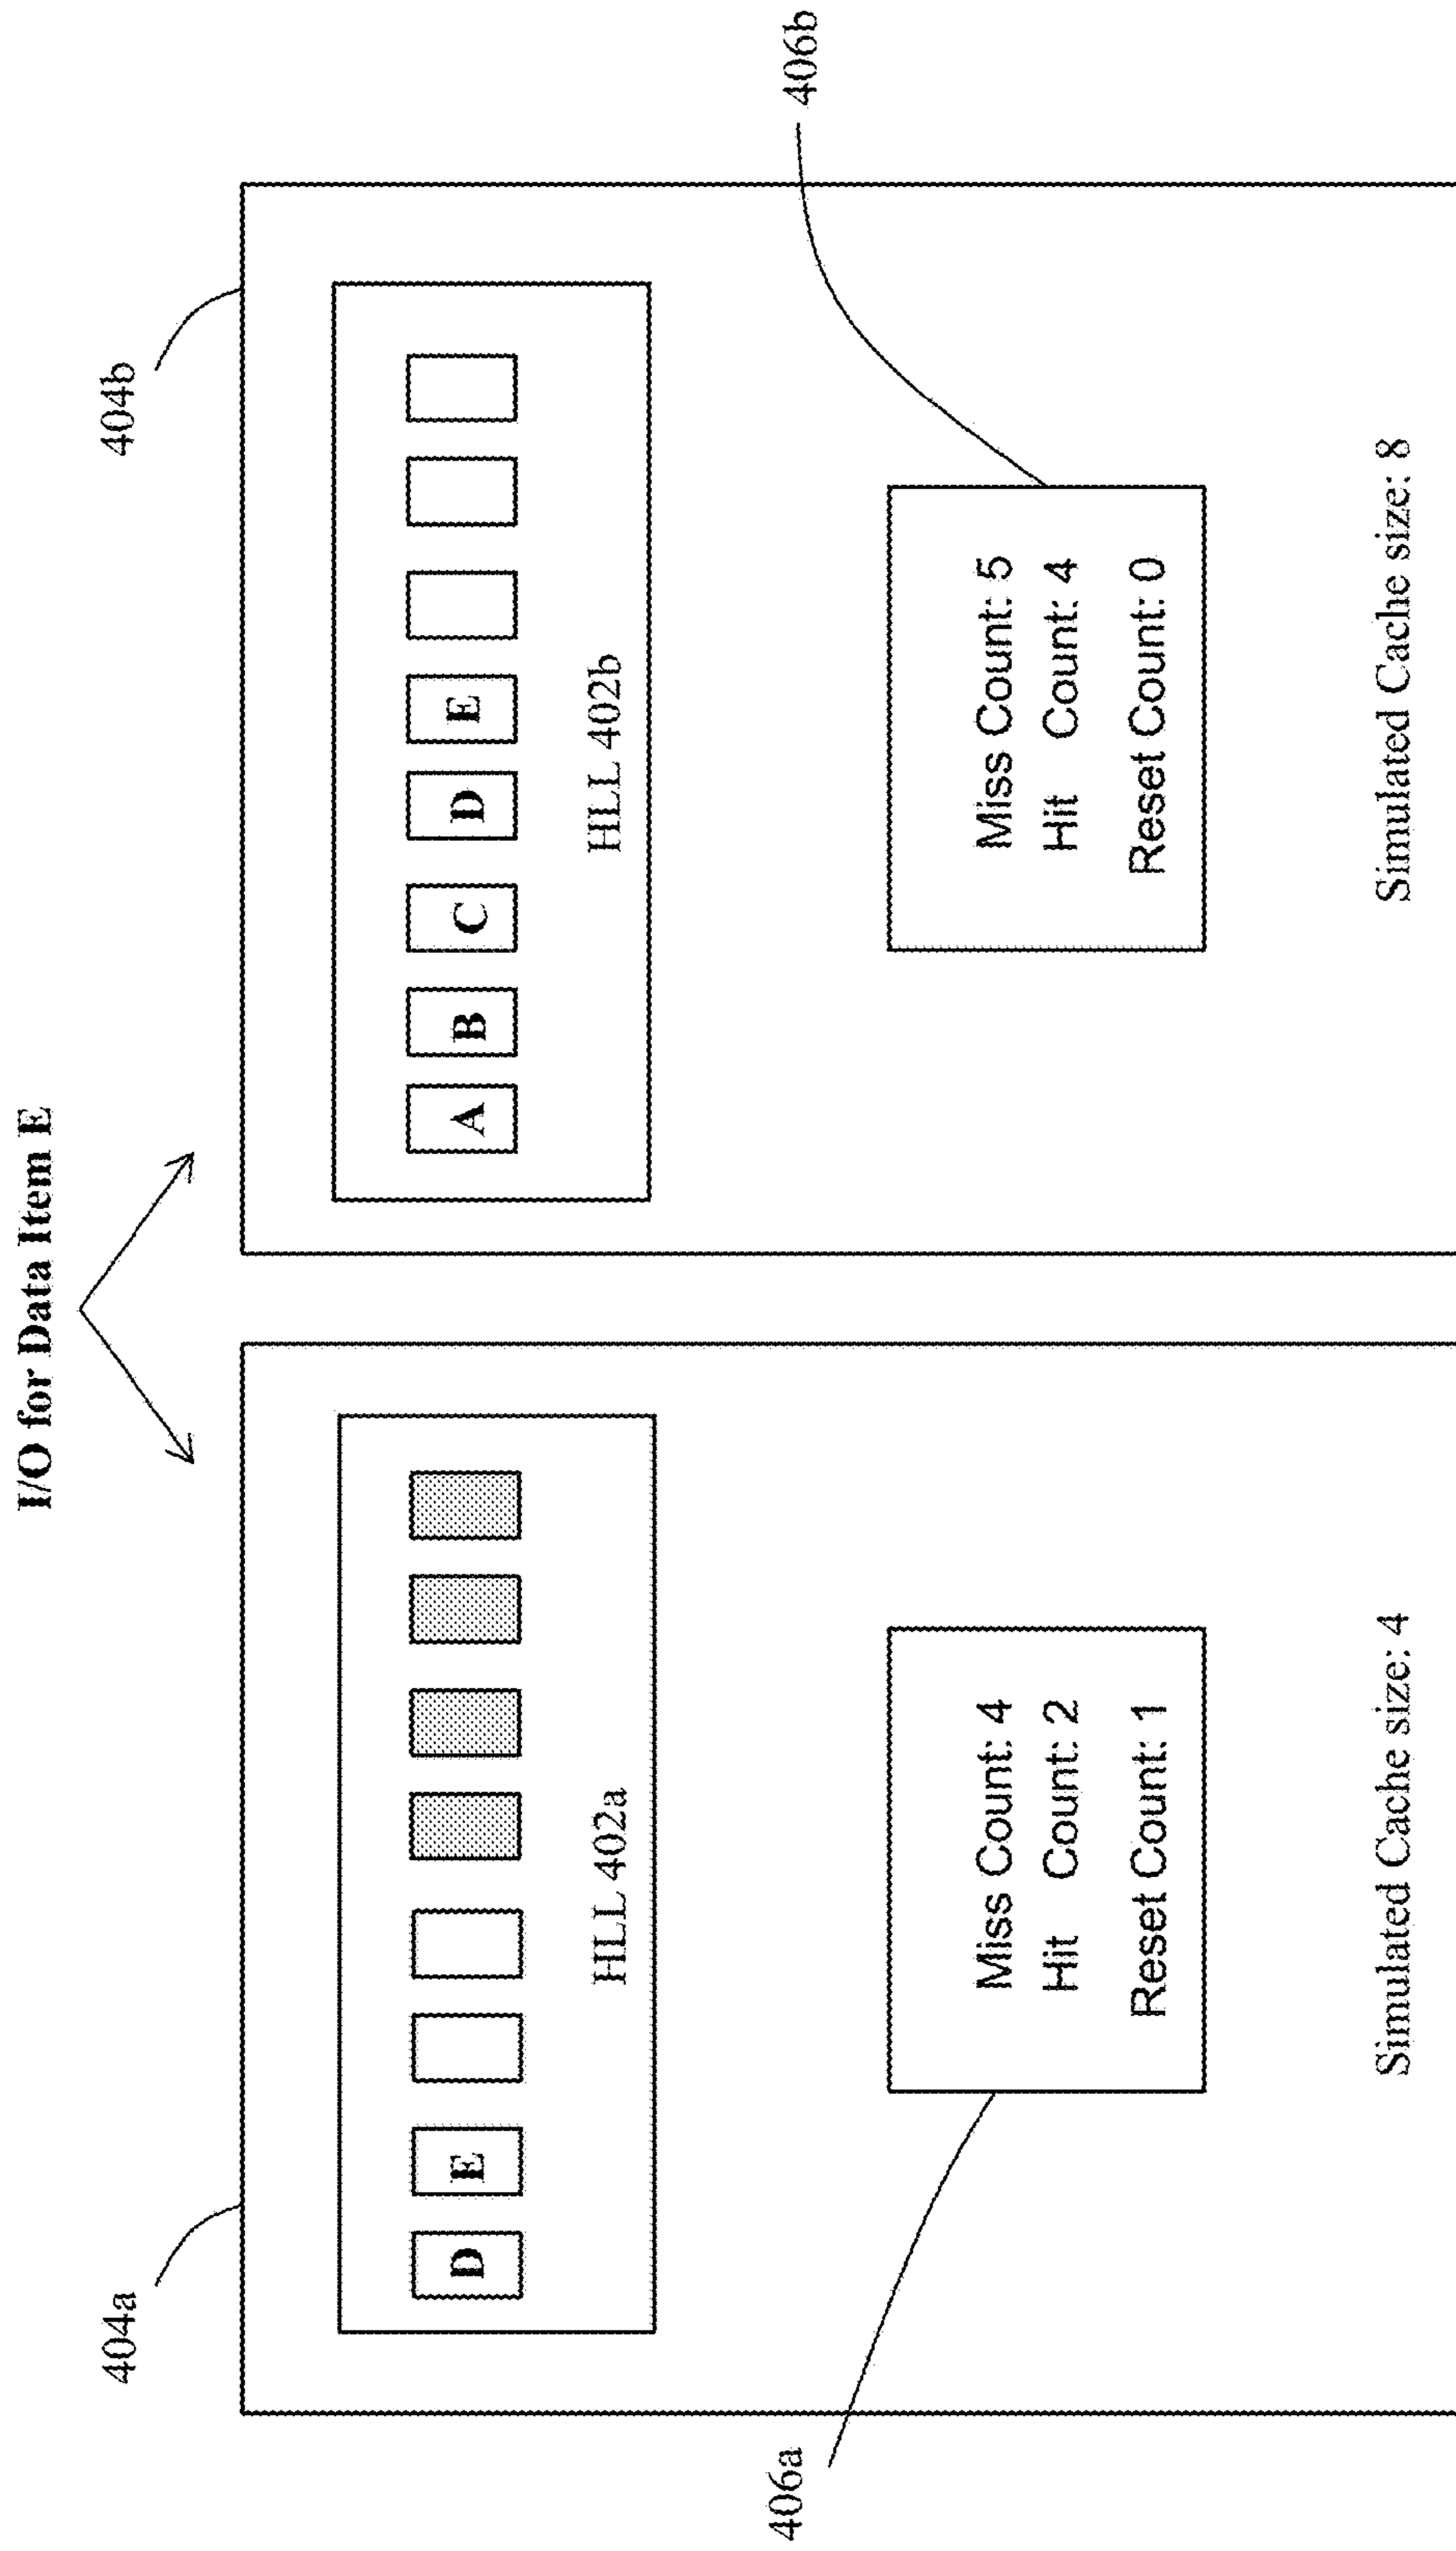 I/O for Data Item E
404a
404b
D E
A B C D E
HLL 402a
HLL 402b
406a
Miss Count: 4
Hit Count: 2
Reset Count: 1
406b
Miss Count: 5
Hit Count: 4
Reset Count: 0
Simulated Cache size: 4
Simulated Cache size: 8